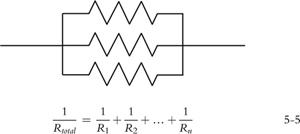 1/R_total = 1/R_1 + 1/R_2 + ... + 1/R_n 5-5